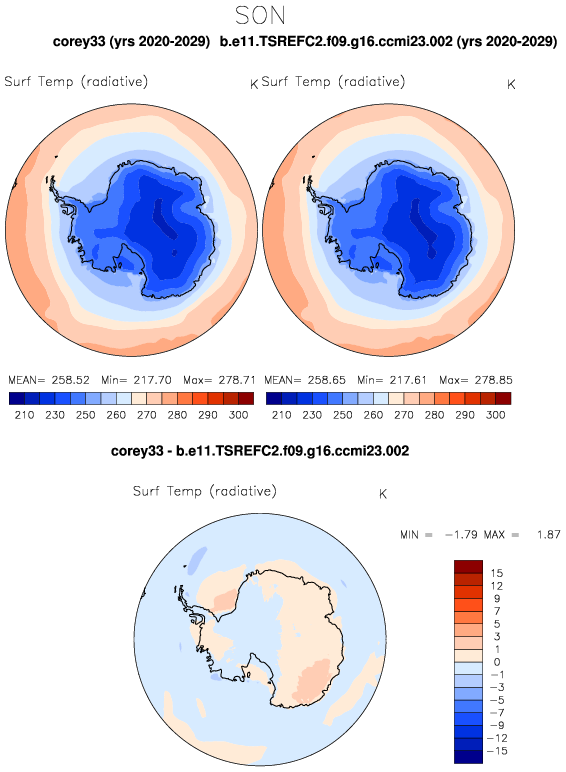 SON
corey33 (yrs 2020-2029) b.e11.TSREFC2.f09.g16.ccmi23.002 (yrs 2020-2029)
Surf Temp (radiative) K Surf Temp (radiative) K
MEAN= 258.52 Min= 217.70 Max= 278.71 MEAN= 258.65 Min= 217.61 Max= 278.85
210 230 250 260 270 280 290 300 210 230 250 260 270 280 290 300
corey33 - b.e11.TSREFC2.f09.g16.ccmi23.002
Surf Temp (radiative) K
MIN = -1.79 MAX = 1.87
15
12
9
7
5
3
1
0
-1
-3
-5
-7
-9
-12
-15